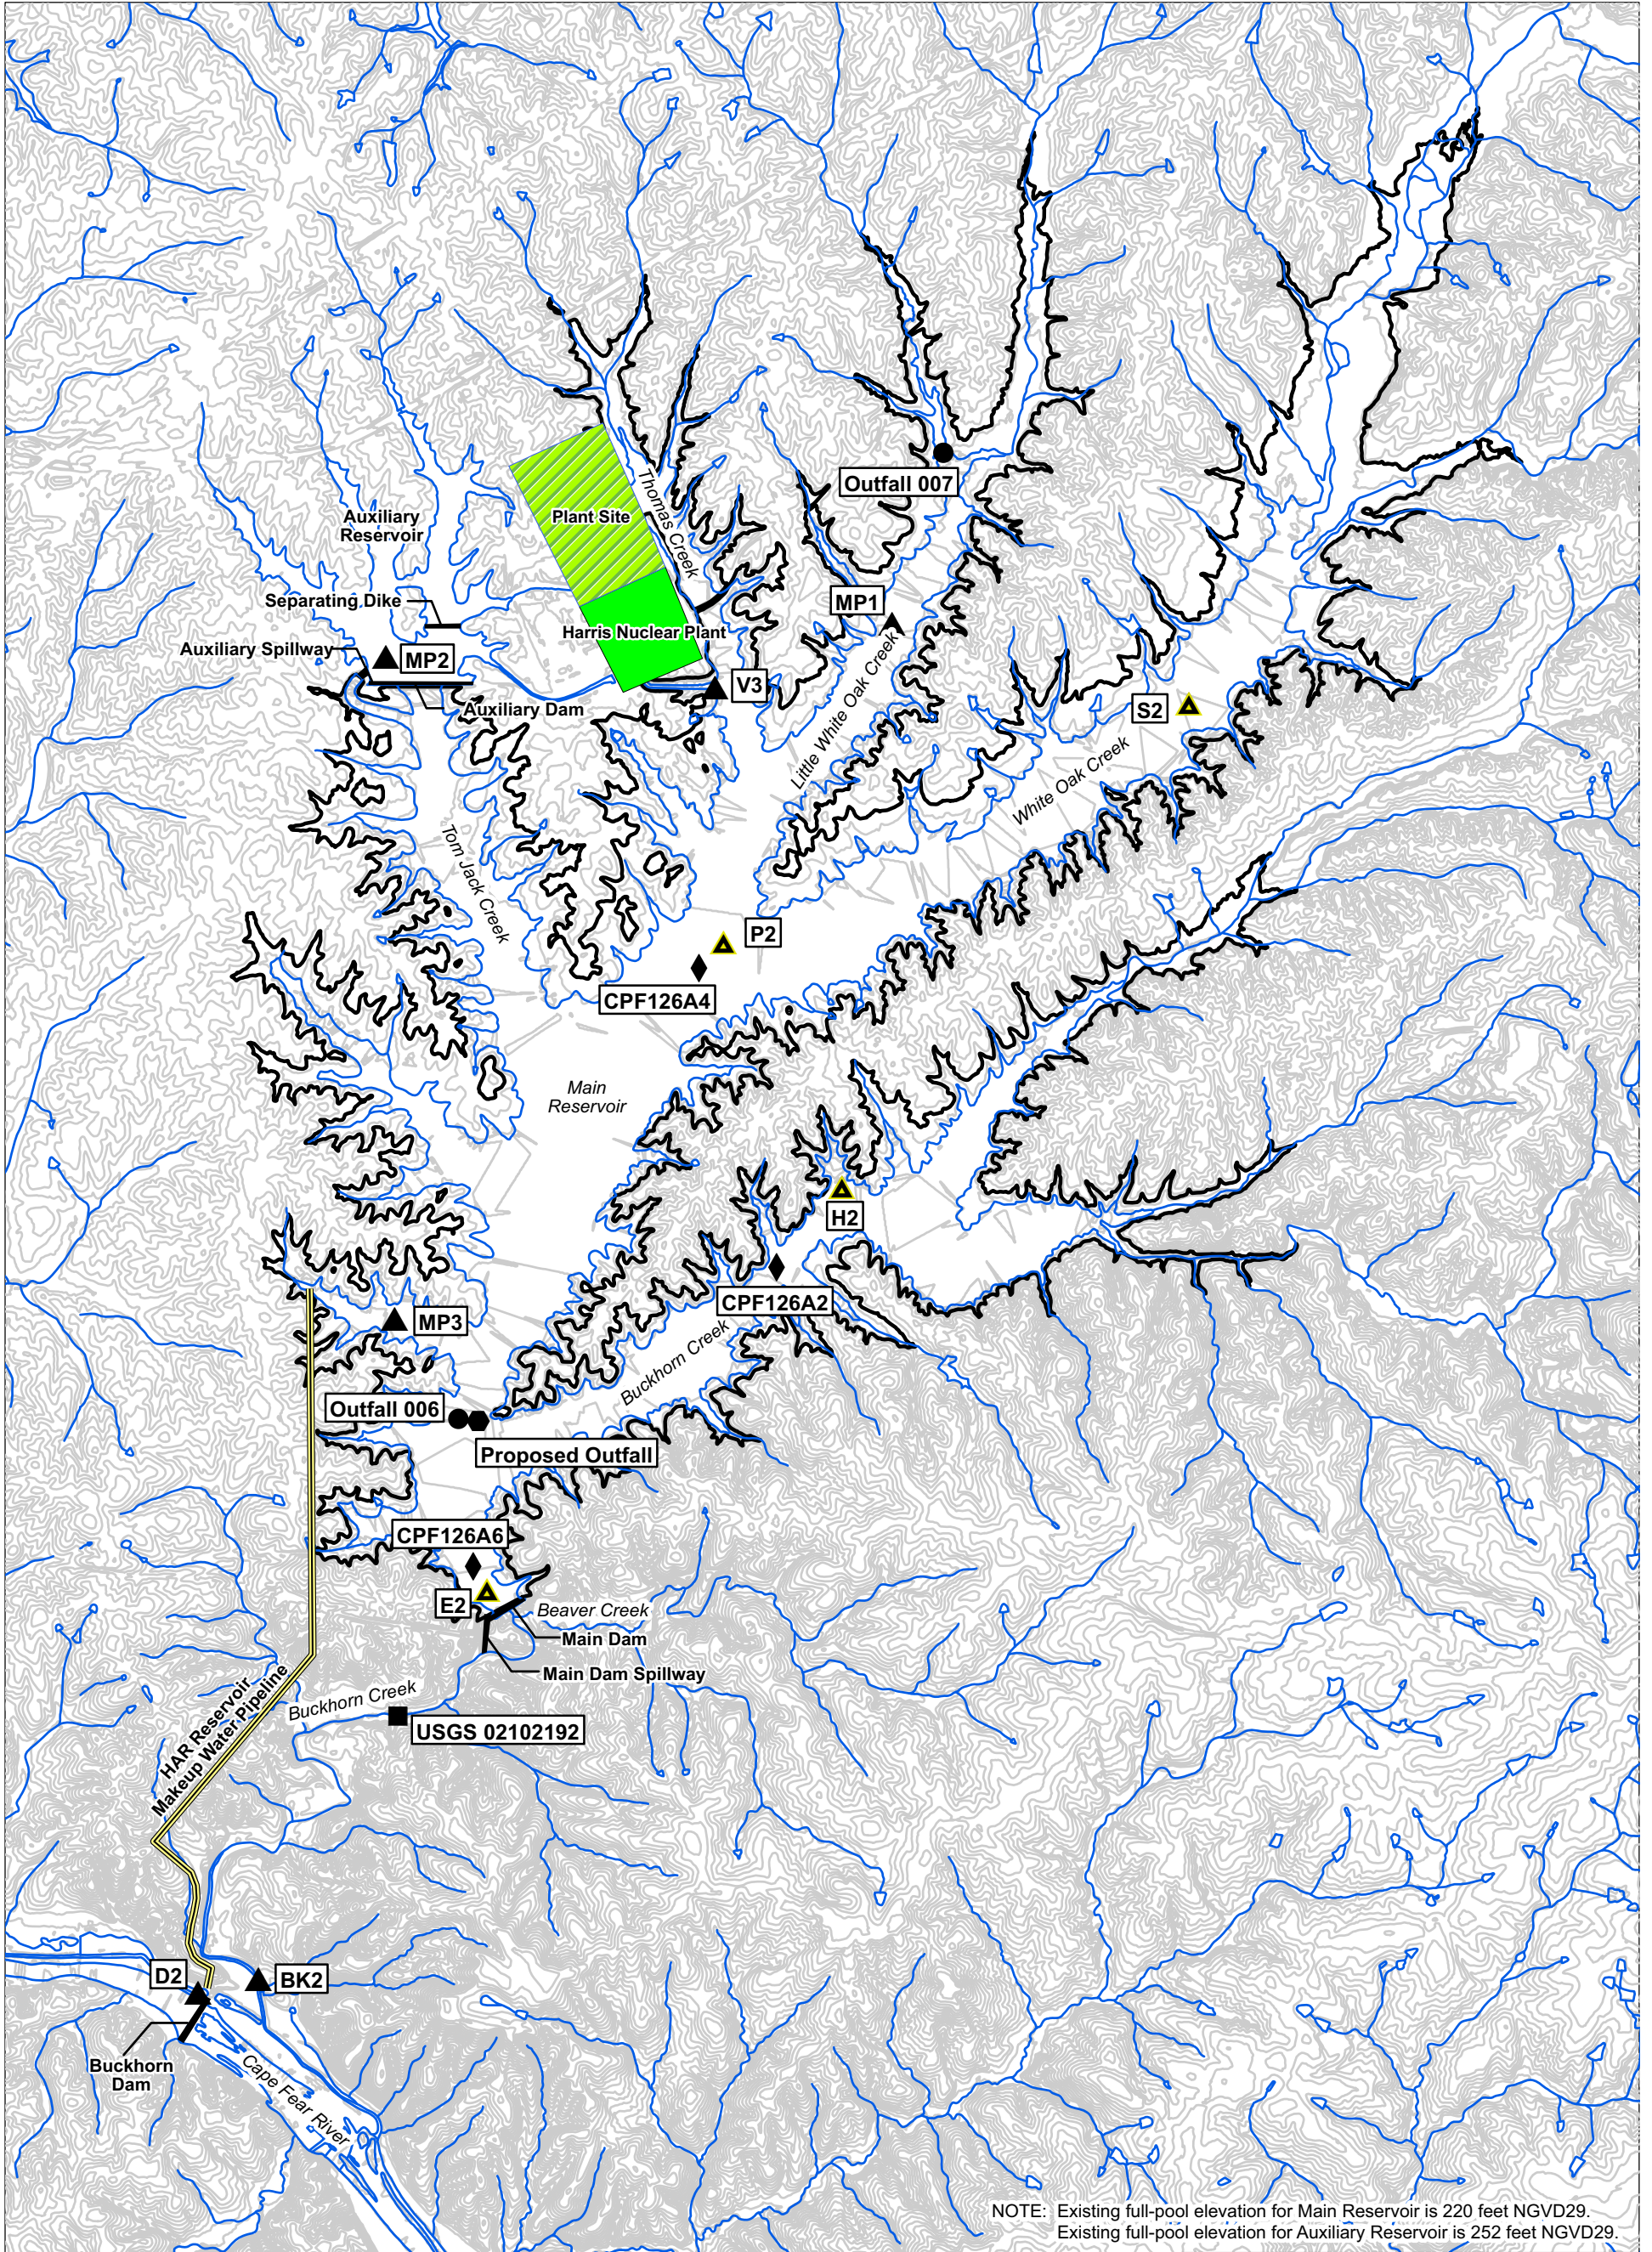 Outfall 007
Thomas Creek
Plant Site
Auxiliary
Reservoir
Separating Dike
MP1
Harris Nuclear Plant
Auxiliary Spillway
MP2
V3
Auxiliary Dam
S2
Little White Oak Creek
White Oak Creek
Tom Jack Creek
P2
CPF126A4
Main
Reservoir
H2
CPF126A2
MP3
Buckhorn Creek
Outfall 006
Proposed Outfall
CPF126A6
E2
Beaver Creek
Main Dam
Main Dam Spillway
HAR Reservoir
Makeup Water Pipeline
Buckhorn Creek
USGS 02102192
D2
BK2
Buckhorn
Dam
Cape Fear River
NOTE: Existing full-pool elevation for Main Reservoir is 220 feet NGVD29.
Existing full-pool elevation for Auxiliary Reservoir is 252 feet NGVD29.